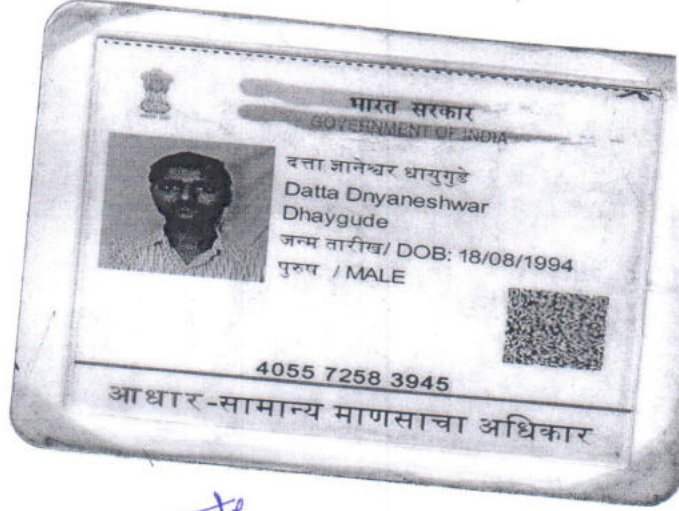 भारत सरकार
GOVERNMENT OF INDIA
दत्ता ज्ञानेश्वर धायुगुडे
Datta Dnyaneshwar
Dhaygude
जन्म तारीख/ DOB: 18/08/1994
पुरुष / MALE
4055 7258 3945
आधार-सामान्य माणसाचा अधिकार